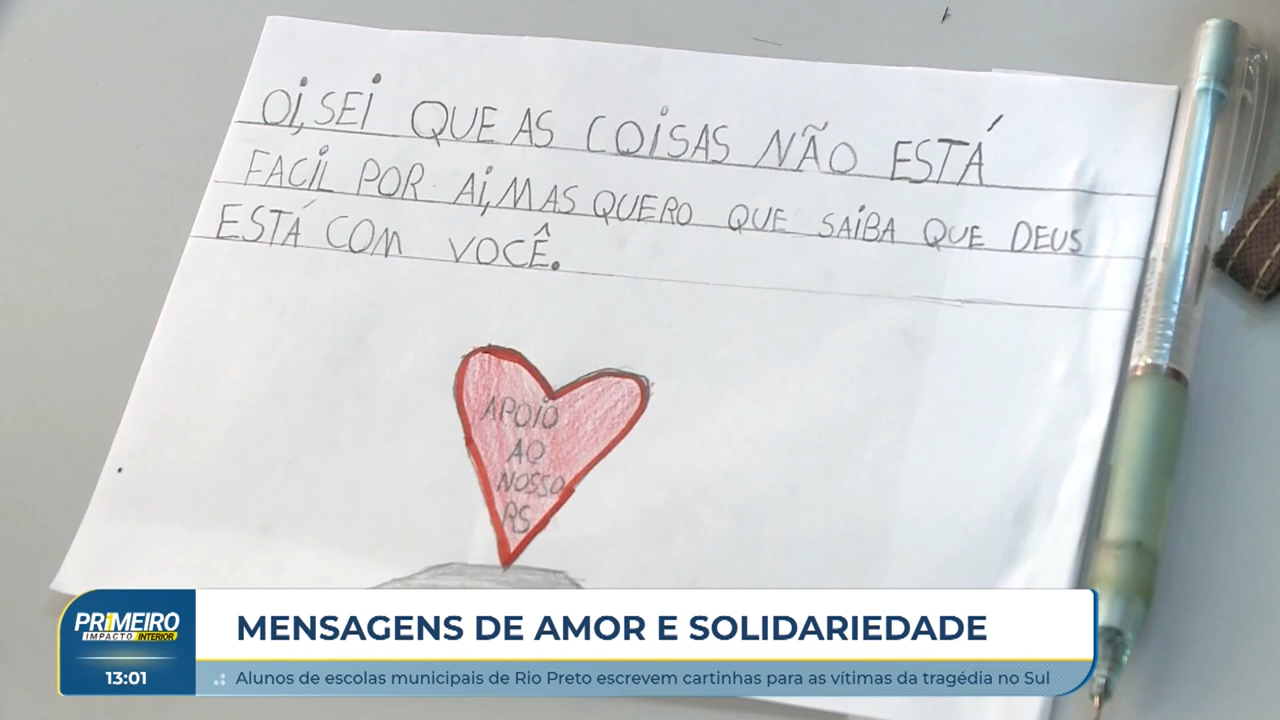 OI, SEI QUE AS COISAS NÃO ESTÁ
FACIL POR AI, MAS QUERO QUE SAIBA QUE DEUS
ESTÁ COM VOCÊ.
APOIO
AO
NOSSO
RS
PR1MEIRO
IMPACTO INTERIOR
13:01
MENSAGENS DE AMOR E SOLIDARIEDADE
Alunos de escolas municipais de Rio Preto escrevem cartinhas para as vítimas da tragédia no Sul